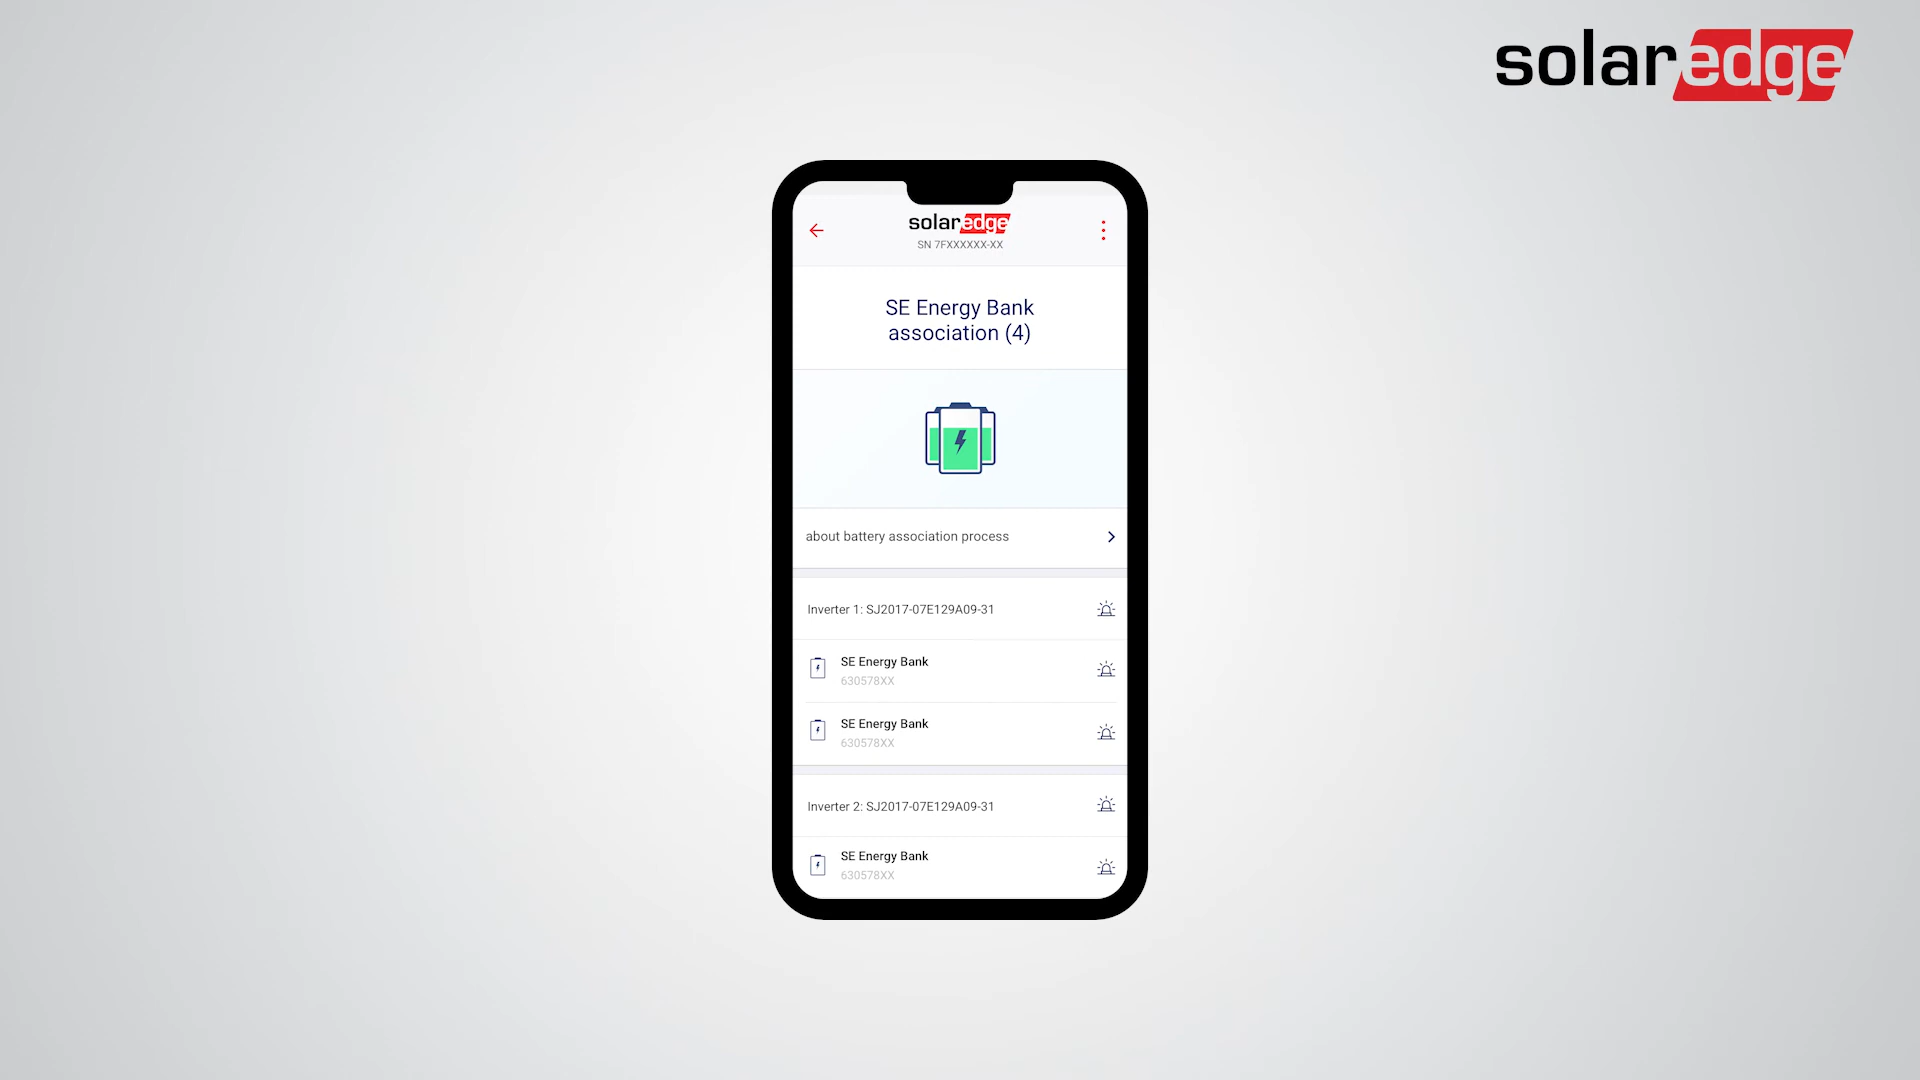 solaredge
solaredge
SN 7FXXXXXX-XX
SE Energy Bank
association (4)
about battery association process
Inverter 1: SJ2017-07E129A09-31
SE Energy Bank
630578XX
SE Energy Bank
630578XX
Inverter 2: SJ2017-07E129A09-31
SE Energy Bank
630578XX